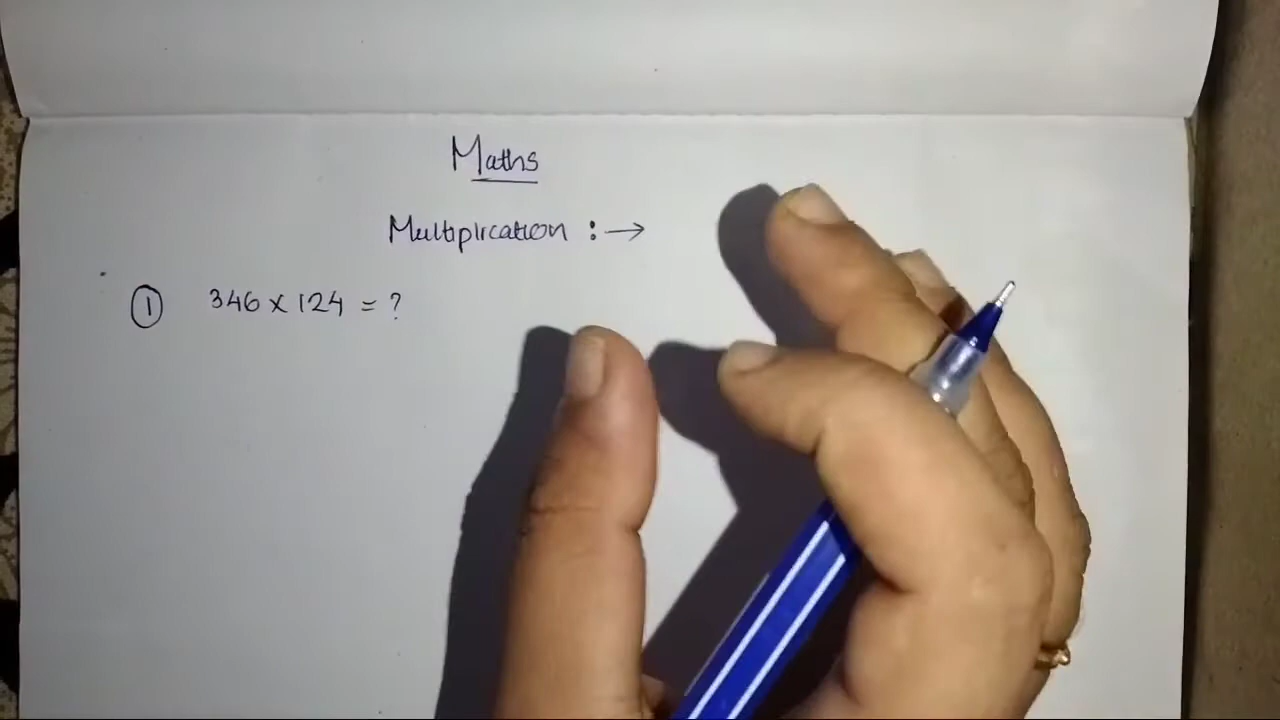 Maths
Multiplication :→
① 346 x 124 = ?